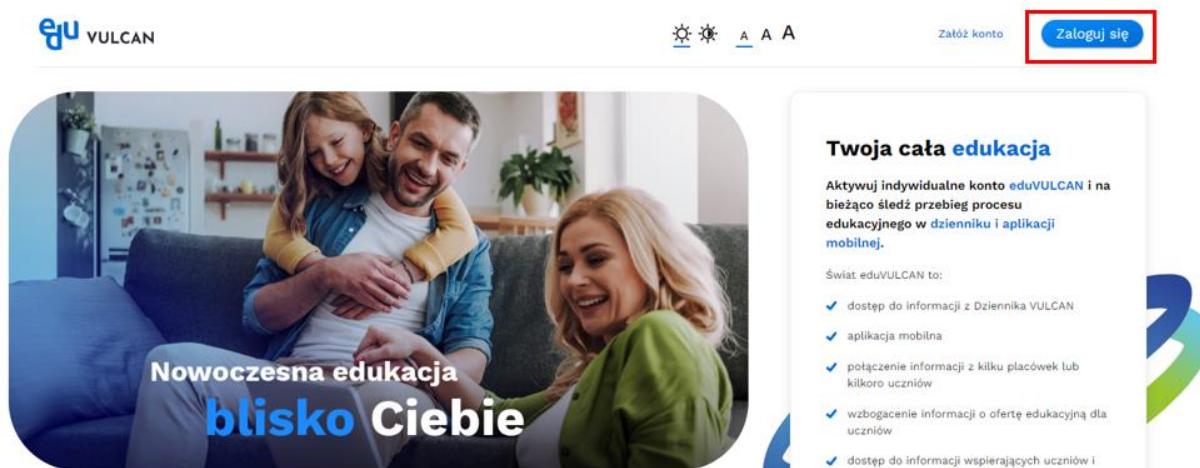 edu VULCAN
A A A
Załóż konto
Zaloguj się
Nowoczesna edukacja
blisko Ciebie
Twoja cała edukacja
Aktywuj indywidualne konto eduVULCAN i na
bieżąco śledź przebieg procesu
edukacyjnego w dzienniku i aplikacji
mobilnej.
Świat eduVULCAN to:
dostęp do informacji z Dziennika VULCAN
aplikacja mobilna
połączenie informacji z kilku placówek lub
kilkoro uczniów
wzbogacenie informacji o ofertę edukacyjną dla
uczniów
dostęp do informacji wspierających uczniów i